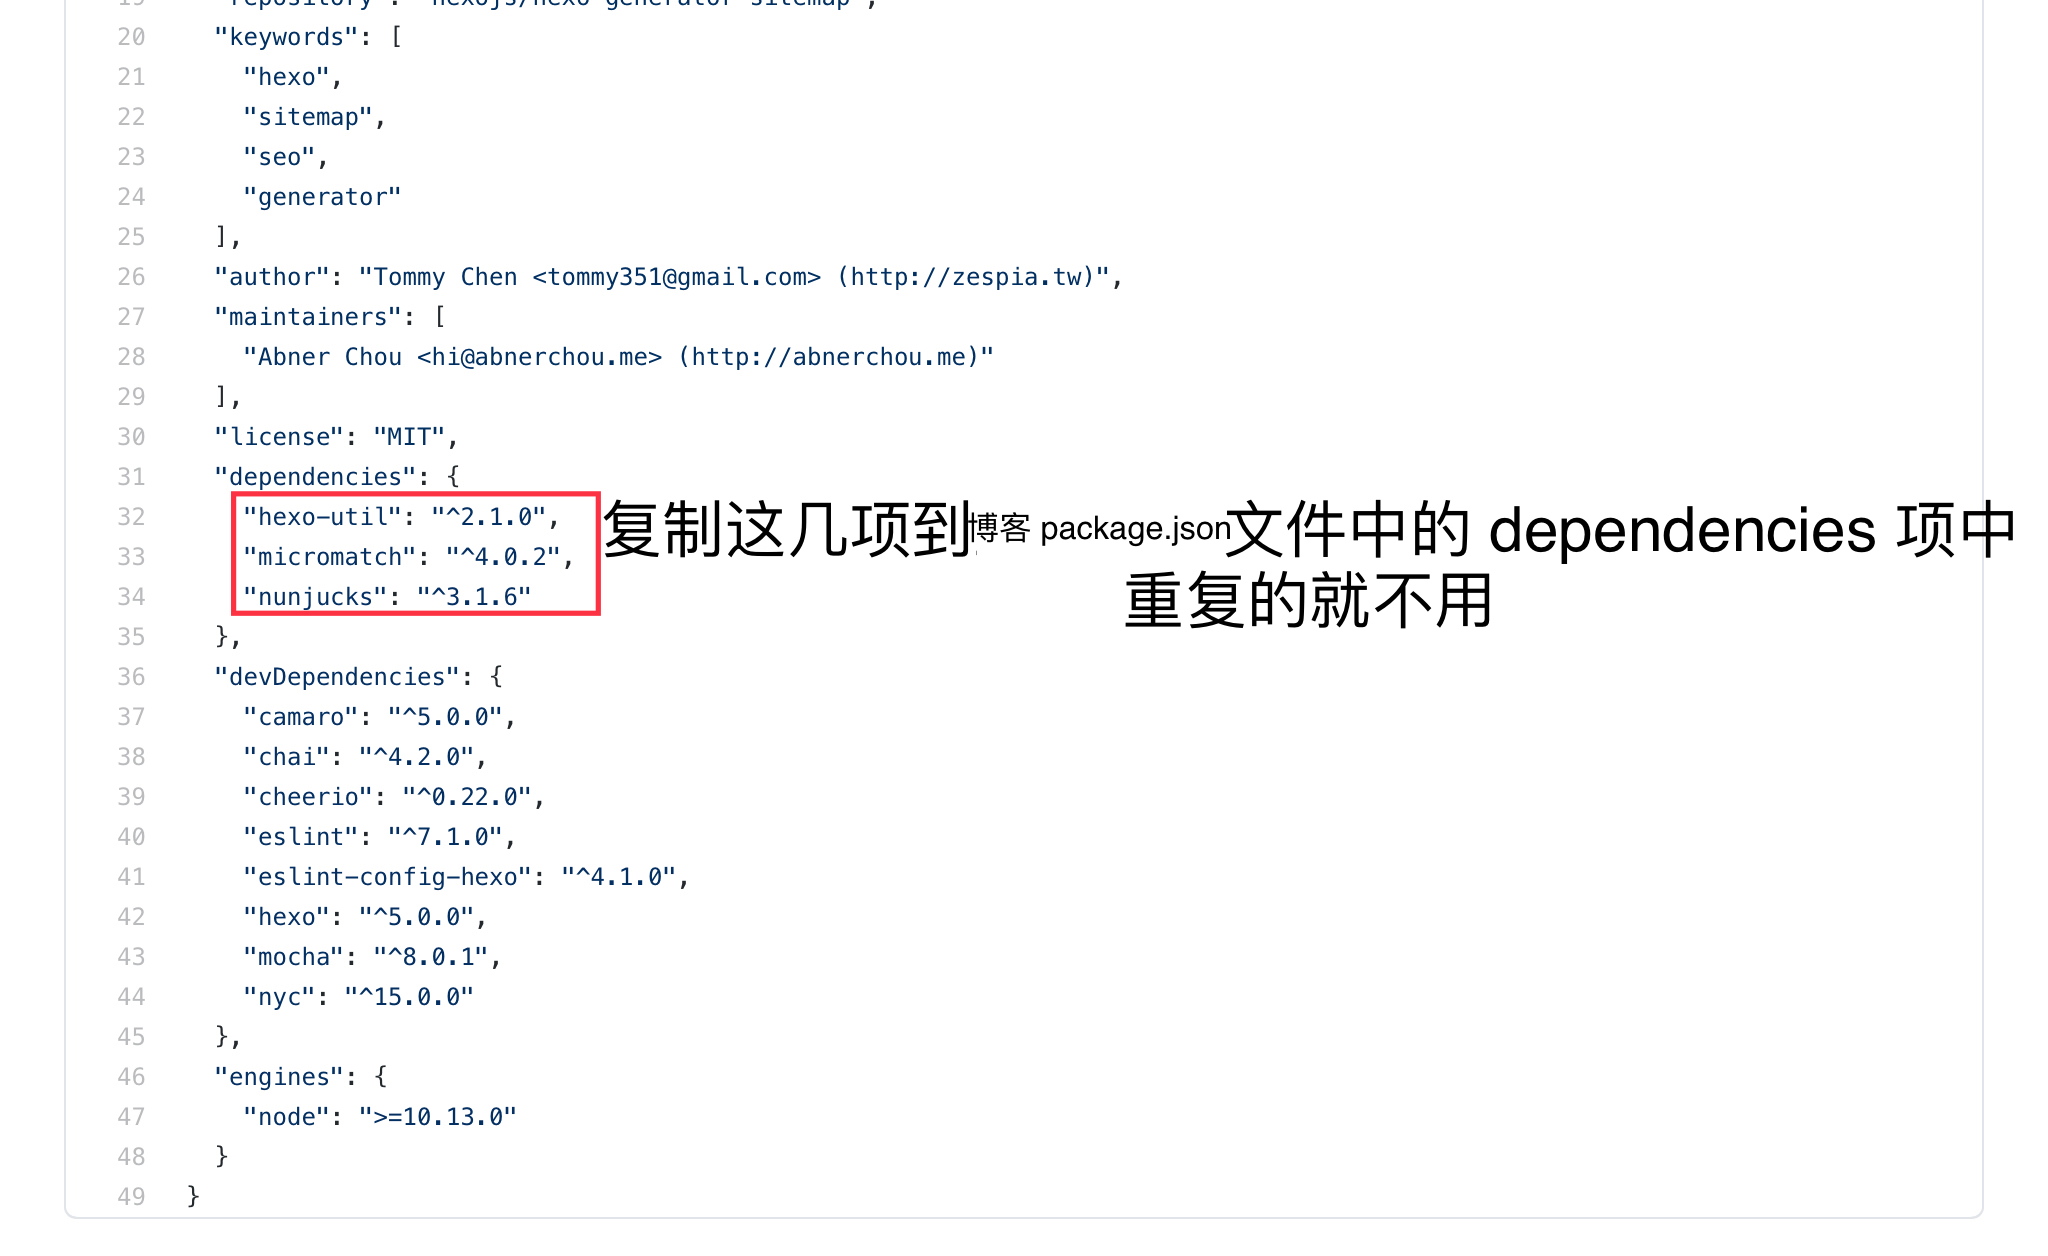 19 "repository": "hexojs/hexo-generator-sitemap",
20 "keywords": [
21 "hexo",
22 "sitemap",
23 "seo",
24 "generator"
25 ],
26 "author": "Tommy Chen <tommy351@gmail.com> (http://zespia.tw)",
27 "maintainers": [
28 "Abner Chou <hi@abnerchou.me> (http://abnerchou.me)"
29 ],
30 "license": "MIT",
31 "dependencies": {
32 "hexo-util": "^2.1.0", 复制这几项到博客 package.json文件中的 dependencies 项中
33 "micromatch": "^4.0.2",
34 "nunjucks": "^3.1.6" 重复的就不用
35 },
36 "devDependencies": {
37 "camaro": "^5.0.0",
38 "chai": "^4.2.0",
39 "cheerio": "^0.22.0",
40 "eslint": "^7.1.0",
41 "eslint-config-hexo": "^4.1.0",
42 "hexo": "^5.0.0",
43 "mocha": "^8.0.1",
44 "nyc": "^15.0.0"
45 },
46 "engines": {
47 "node": ">=10.13.0"
48 }
49 }